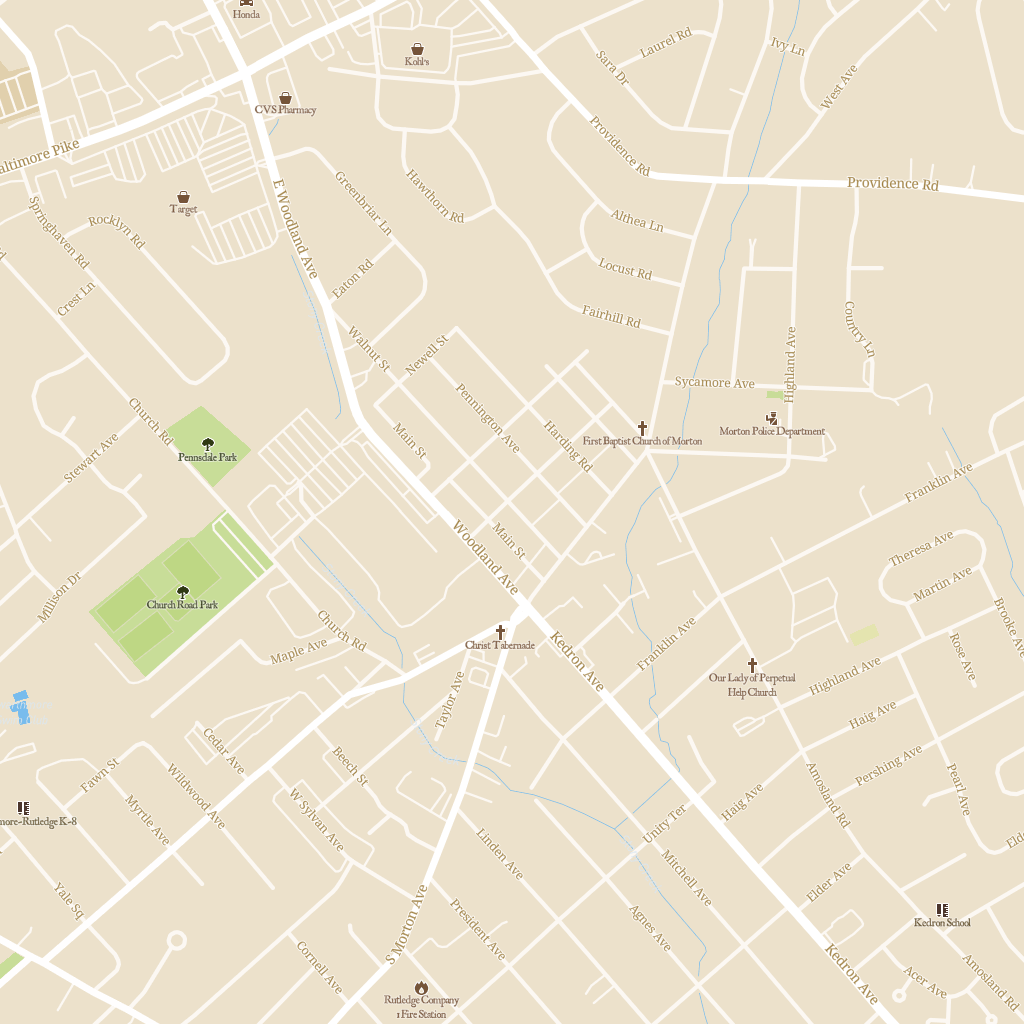 Honda
Kohl's
Laurel Rd
Ivy Ln
Sara Dr
West Ave
CVS Pharmacy
Baltimore Pike
Providence Rd
Providence Rd
Target
Greenbriar Ln
Hawthorn Rd
E Woodland Ave
Springhaven Rd
Rocklyn Rd
Althea Ln
Locust Rd
Eaton Rd
Crest Ln
Fairhill Rd
Country Ln
Walnut St
Newell St
Highland Ave
Sycamore Ave
Pennington Ave
Church Rd
Main St
Harding Rd
First Baptist Church of Morton
Morton Police Department
Stewart Ave
Pennsdale Park
Franklin Ave
Main St
Woodland Ave
Theresa Ave
Martin Ave
Millison Dr
Church Road Park
Church Rd
Maple Ave
Christ Tabernacle
Kedron Ave
Franklin Ave
Brooke Ave
Rose Ave
Our Lady of Perpetual
Help Church
Highland Ave
Taylor Ave
Haig Ave
Cedar Ave
Beech St
Pershing Ave
Fawn St
Wildwood Ave
Amosland Rd
Pearl Ave
Myrtle Ave
W Sylvan Ave
Haig Ave
more-Rutledge K-8
Unity Ter
Linden Ave
Mitchell Ave
Elder Ave
Yale Sq
S Morton Ave
President Ave
Agnes Ave
Kedron School
Cornell Ave
Kedron Ave
Acer Ave
Amosland Rd
Rutledge Company
1 Fire Station